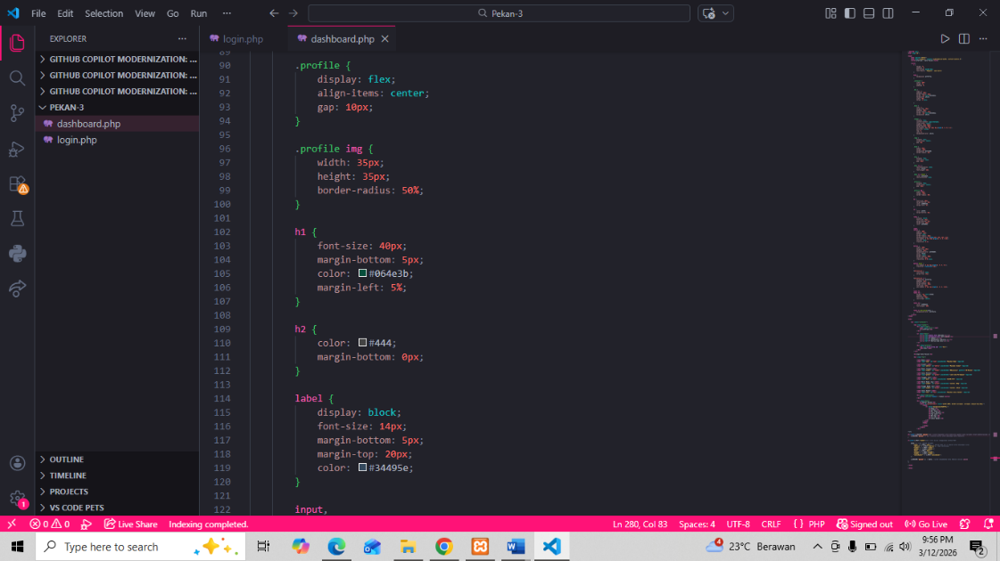 File Edit Selection View Go Run ··· Pekan-3
EXPLORER ···
GITHUB COPILOT MODERNIZATION: ...
GITHUB COPILOT MODERNIZATION: ...
GITHUB COPILOT MODERNIZATION: ...
PEKAN-3
dashboard.php
login.php
OUTLINE
TIMELINE
PROJECTS
VS CODE PETS
1
login.php dashboard.php
89
90 .profile {
91 display: flex;
92 align-items: center;
93 gap: 10px;
94 }
95
96 .profile img {
97 width: 35px;
98 height: 35px;
99 border-radius: 50%;
100 }
101
102 h1 {
103 font-size: 40px;
104 margin-bottom: 5px;
105 color: #064e3b;
106 margin-left: 5%;
107 }
108
109 h2 {
110 color: #444;
111 margin-bottom: 0px;
112 }
113
114 label {
115 display: block;
116 font-size: 14px;
117 margin-bottom: 5px;
118 margin-top: 20px;
119 color: #34495e;
120 }
121
122 input,
0 0 Live Share Indexing completed. Ln 280, Col 83 Spaces: 4 UTF-8 CRLF { } PHP Signed out Go Live
Type here to search 4 23°C Berawan 9:56 PM
3/12/2026 2